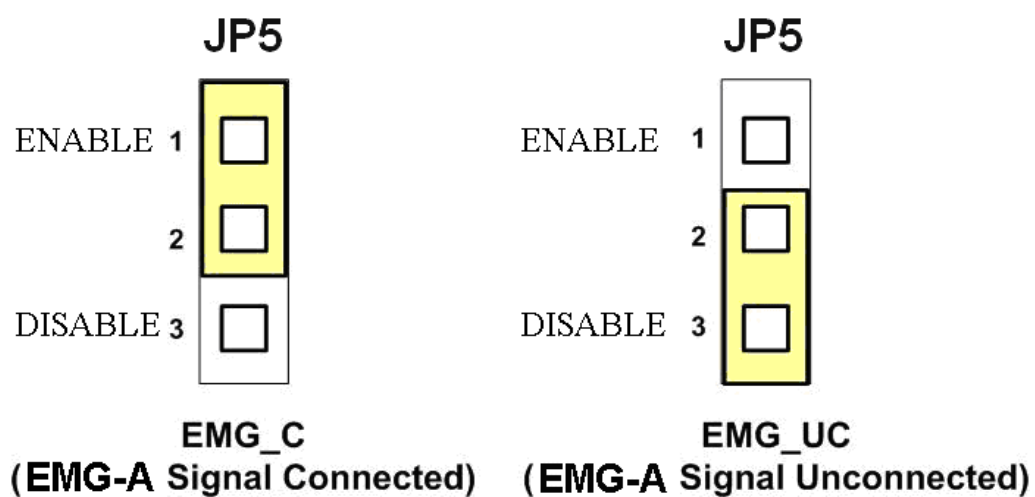 JP5
ENABLE 1
2
DISABLE 3
EMG_C
(EMG-A Signal Connected)
JP5
ENABLE 1
2
DISABLE 3
EMG_UC
(EMG-A Signal Unconnected)